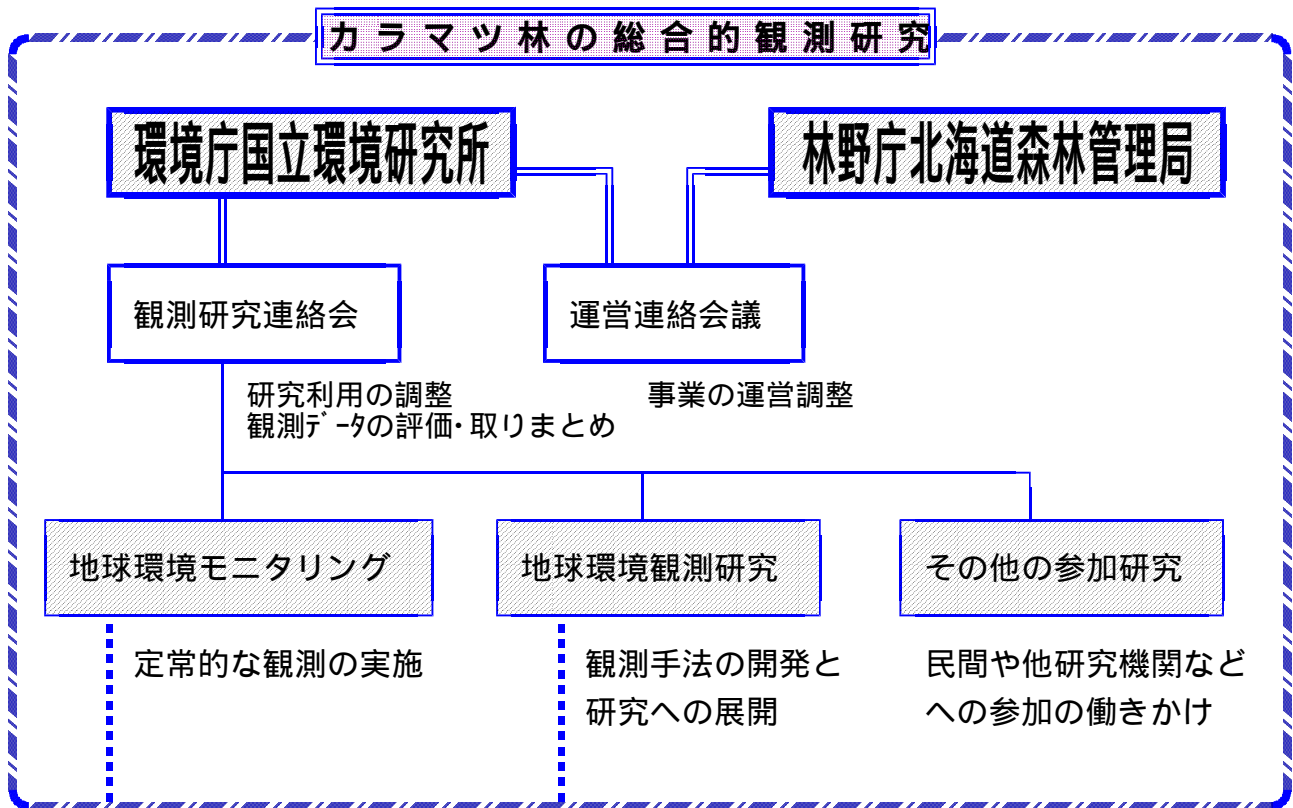 カラマツ林の総合的観測研究
環境庁国立環境研究所
林野庁北海道森林管理局
観測研究連絡会
運営連絡会議
研究利用の調整
観測ﾃﾞｰﾀの評価･取りまとめ
事業の運営調整
地球環境モニタリング
地球環境観測研究
その他の参加研究
定常的な観測の実施
観測手法の開発と
研究への展開
民間や他研究機関など
への参加の働きかけ